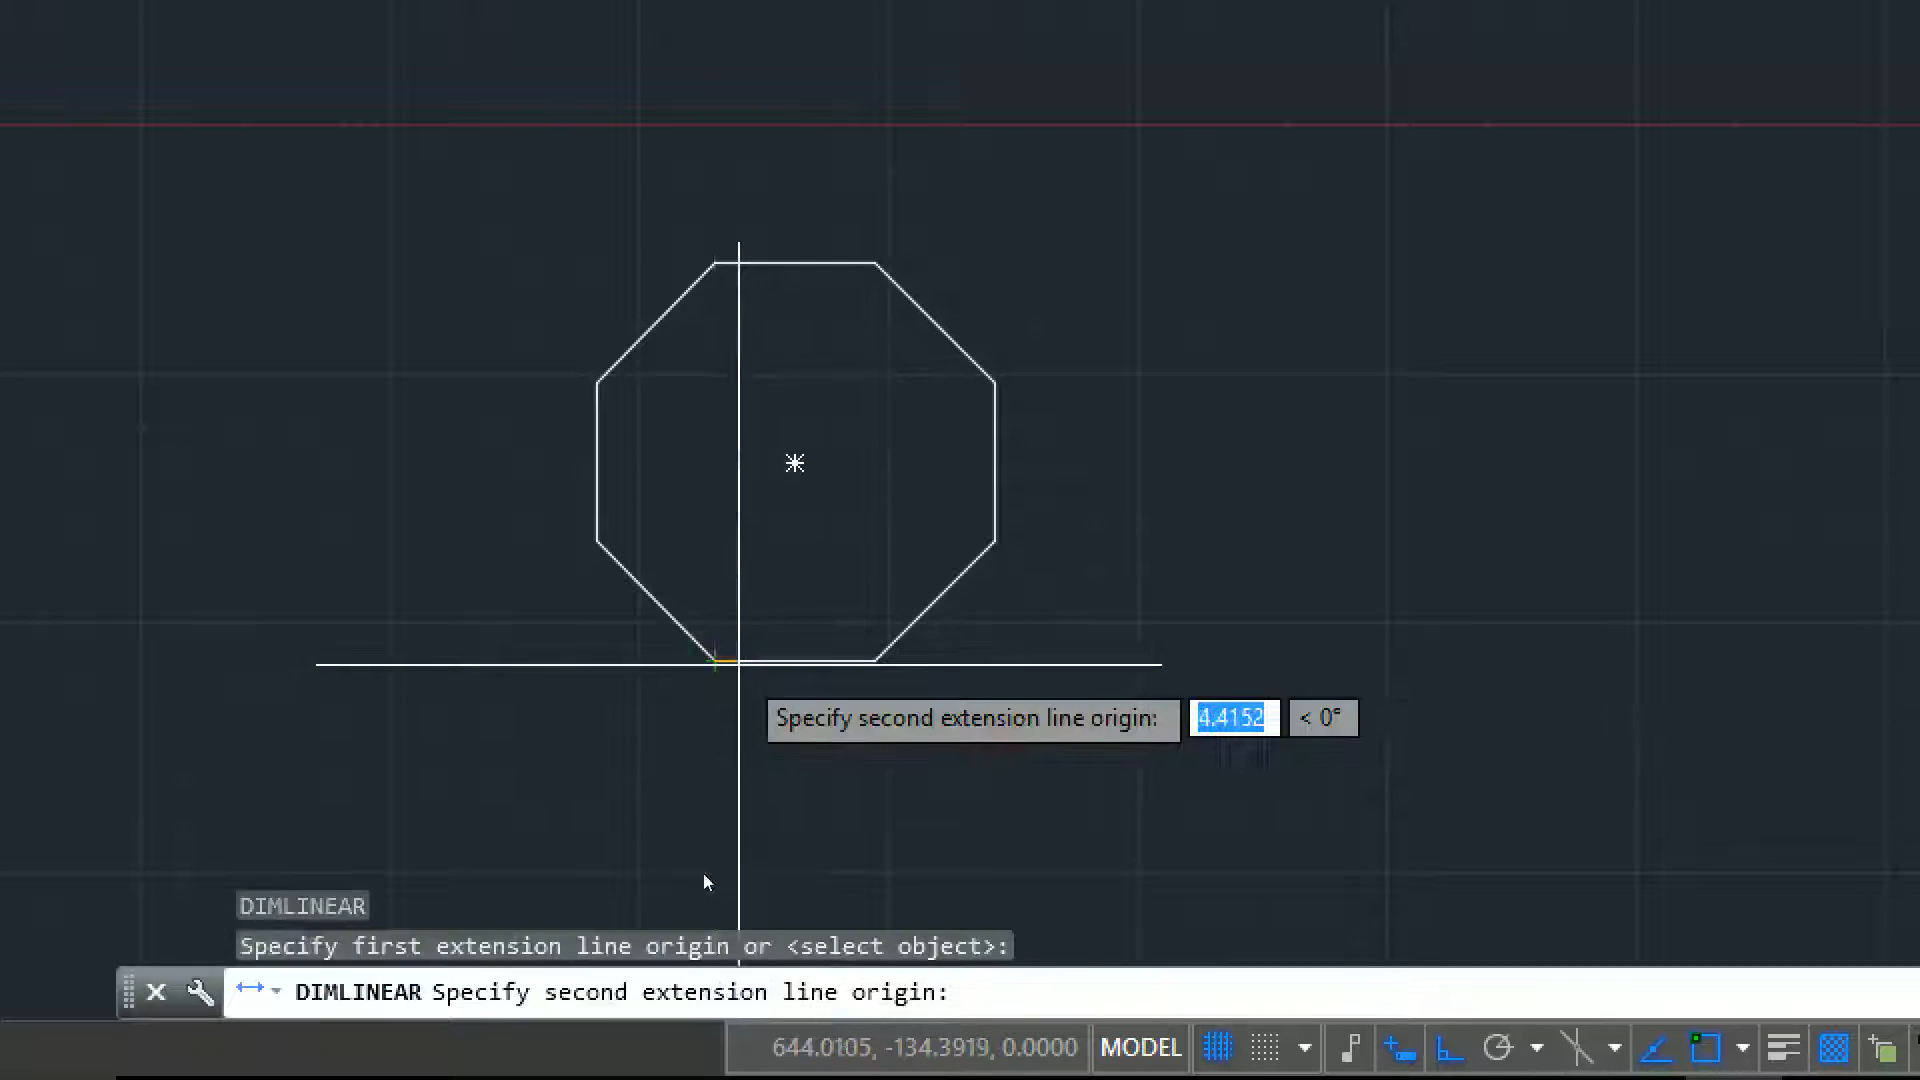 Specify second extension line origin: 4.4152 < 0°
DIMLINEAR
Specify first extension line origin or <select object>:
DIMLINEAR Specify second extension line origin:
644.0105, -134.3919, 0.0000 MODEL